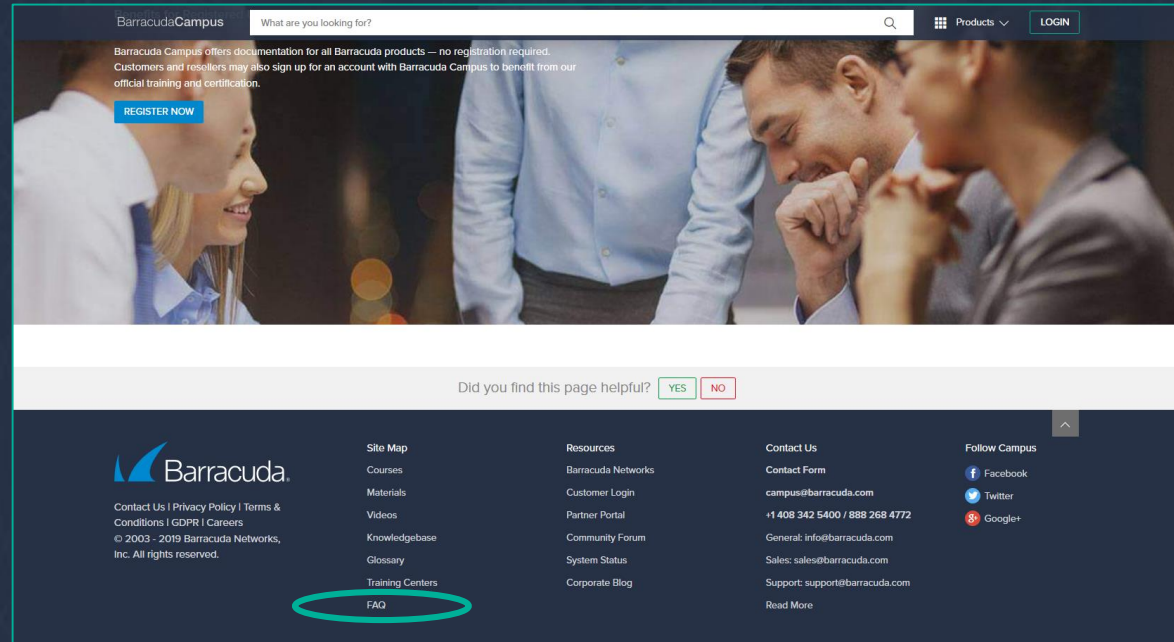 Benefits for Registered
BarracudaCampus
What are you looking for?
Products
LOGIN
Barracuda Campus offers documentation for all Barracuda products — no registration required.
Customers and resellers may also sign up for an account with Barracuda Campus to benefit from our
official training and certification.
REGISTER NOW
Did you find this page helpful?
YES
NO
Barracuda.
Contact Us | Privacy Policy | Terms &
Conditions | GDPR | Careers
© 2003 - 2019 Barracuda Networks,
Inc. All rights reserved.
Site Map
Courses
Materials
Videos
Knowledgebase
Glossary
Training Centers
FAQ
Resources
Barracuda Networks
Customer Login
Partner Portal
Community Forum
System Status
Corporate Blog
Contact Us
Contact Form
campus@barracuda.com
+1 408 342 5400 / 888 268 4772
General: info@barracuda.com
Sales: sales@barracuda.com
Support: support@barracuda.com
Read More
Follow Campus
Facebook
Twitter
Google+